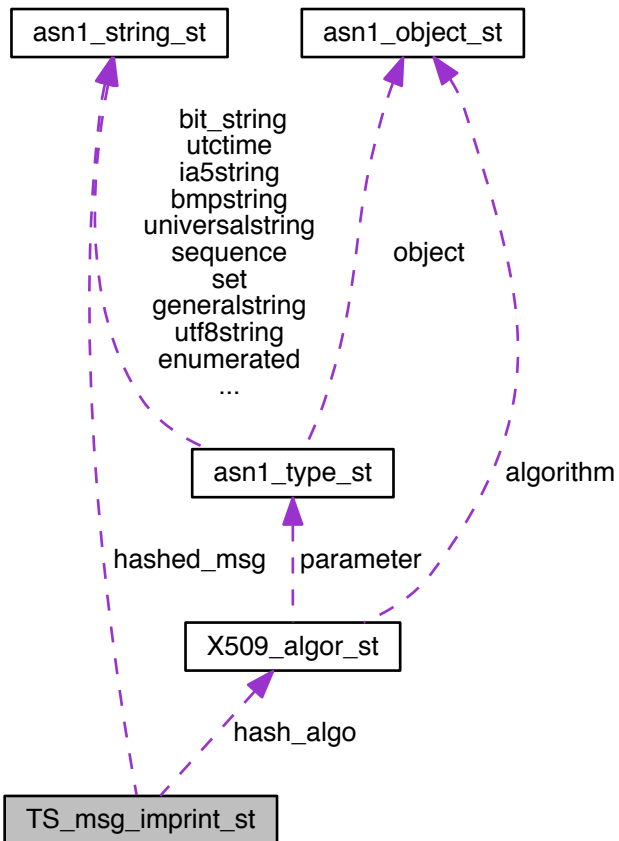 asn1_string_st
asn1_object_st
bit_string
utctime
ia5string
bmpstring
universalstring
sequence
set
generalstring
utf8string
enumerated
...
object
asn1_type_st
algorithm
hashed_msg
parameter
X509_algor_st
hash_algo
TS_msg_imprint_st